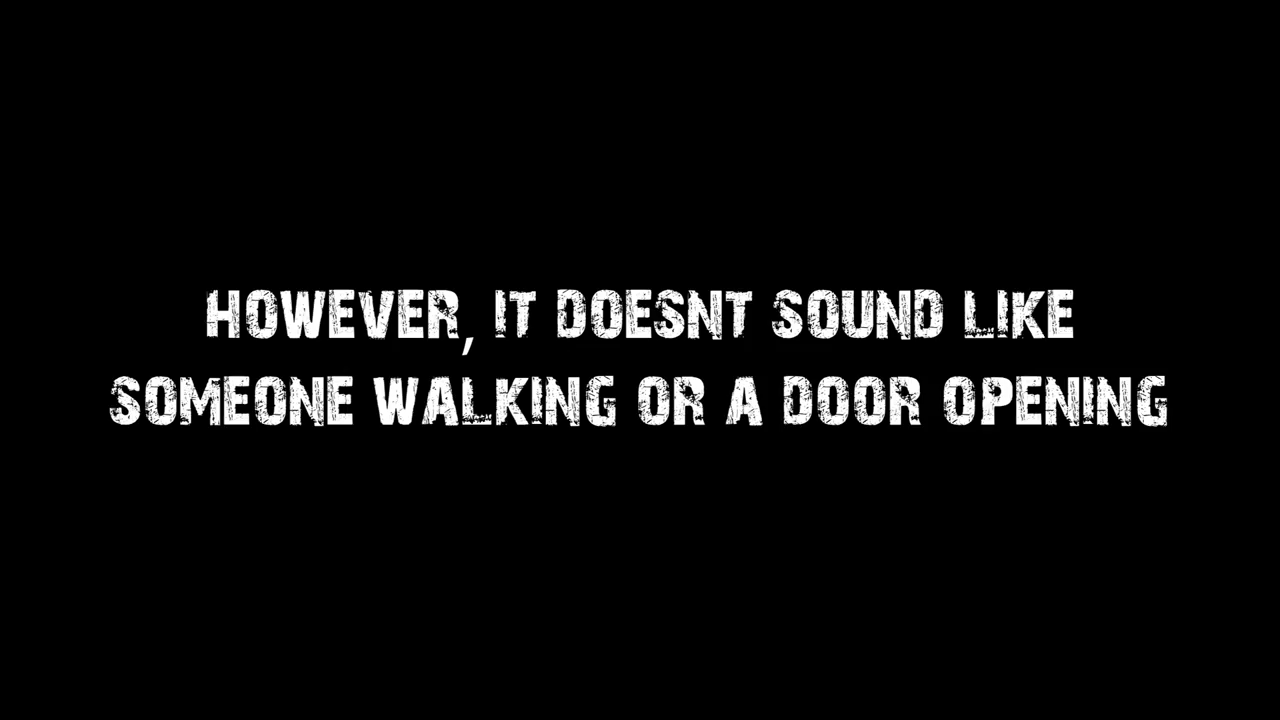 HOWEVER, IT DOESNT SOUND LIKE
SOMEONE WALKING OR A DOOR OPENING